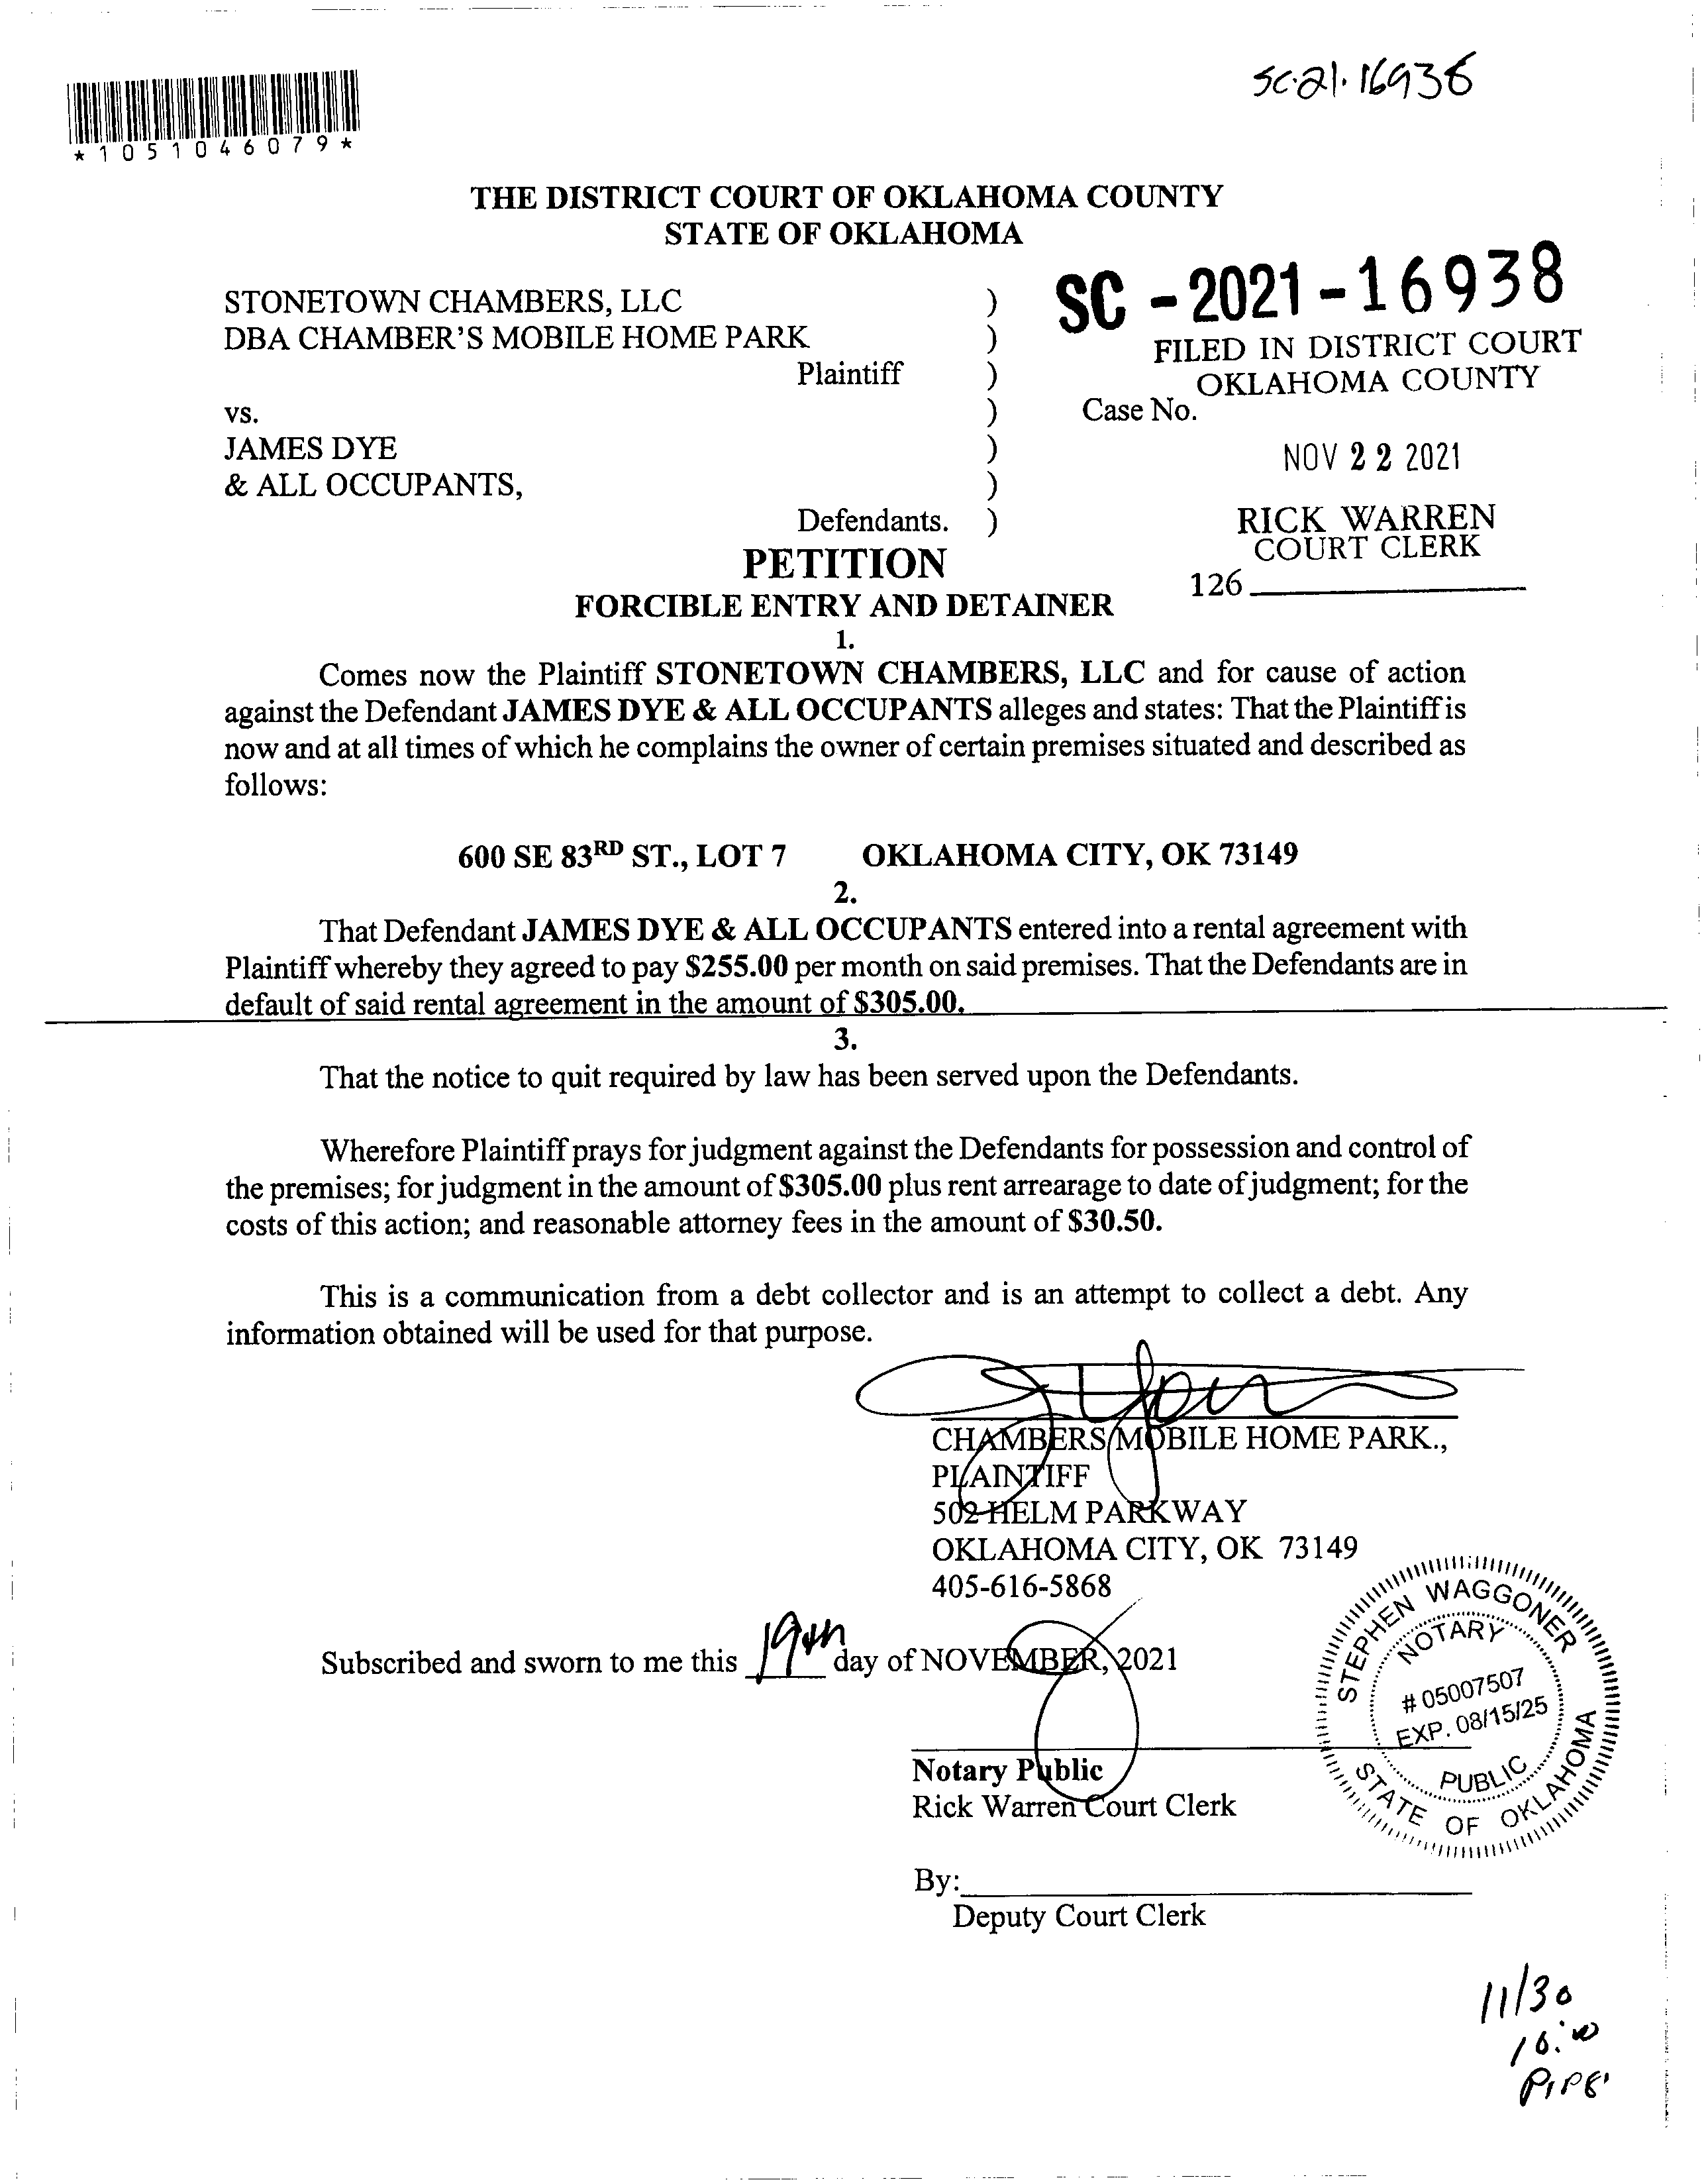 SC-21-16938
*1051046079*
THE DISTRICT COURT OF OKLAHOMA COUNTY
STATE OF OKLAHOMA
STONETOWN CHAMBERS, LLC )
DBA CHAMBER'S MOBILE HOME PARK )
Plaintiff )
vs. )
JAMES DYE )
& ALL OCCUPANTS, )
Defendants. )
SC - 2021 - 16938
FILED IN DISTRICT COURT
OKLAHOMA COUNTY
Case No.
NOV 22 2021
RICK WARREN
COURT CLERK
126
PETITION
FORCIBLE ENTRY AND DETAINER
1.
Comes now the Plaintiff STONETOWN CHAMBERS, LLC and for cause of action
against the Defendant JAMES DYE & ALL OCCUPANTS alleges and states: That the Plaintiff is
now and at all times of which he complains the owner of certain premises situated and described as
follows:
600 SE 83RD ST., LOT 7 OKLAHOMA CITY, OK 73149
2.
That Defendant JAMES DYE & ALL OCCUPANTS entered into a rental agreement with
Plaintiff whereby they agreed to pay $255.00 per month on said premises. That the Defendants are in
default of said rental agreement in the amount of $305.00.
3.
That the notice to quit required by law has been served upon the Defendants.
Wherefore Plaintiff prays for judgment against the Defendants for possession and control of
the premises; for judgment in the amount of $305.00 plus rent arrearage to date of judgment; for the
costs of this action; and reasonable attorney fees in the amount of $30.50.
This is a communication from a debt collector and is an attempt to collect a debt. Any
information obtained will be used for that purpose.
CHAMBERS MOBILE HOME PARK.,
PLAINTIFF
502 HELM PARKWAY
OKLAHOMA CITY, OK 73149
405-616-5868
Subscribed and sworn to me this 19th day of NOVEMBER, 2021
STEPHEN WAGGONER
NOTARY
# 05007507
EXP. 08/15/25
PUBLIC
STATE OF OKLAHOMA
Notary Public
Rick Warren Court Clerk
By:
Deputy Court Clerk
11/30